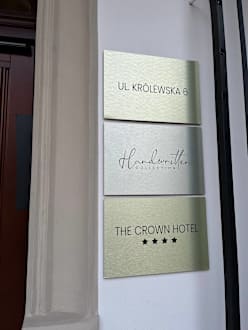 UL. KRÓLEWSKA 6
Handwritten
COLLECTION
THE CROWN HOTEL
★★★★